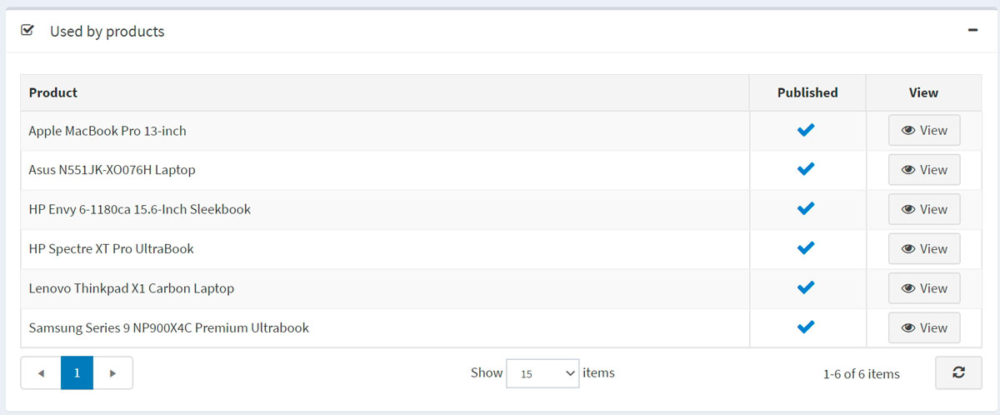 Used by products
Product Published View
Apple MacBook Pro 13-inch View
Asus N551JK-XO076H Laptop View
HP Envy 6-1180ca 15.6-Inch Sleekbook View
HP Spectre XT Pro UltraBook View
Lenovo Thinkpad X1 Carbon Laptop View
Samsung Series 9 NP900X4C Premium Ultrabook View
1 Show 15 items 1-6 of 6 items